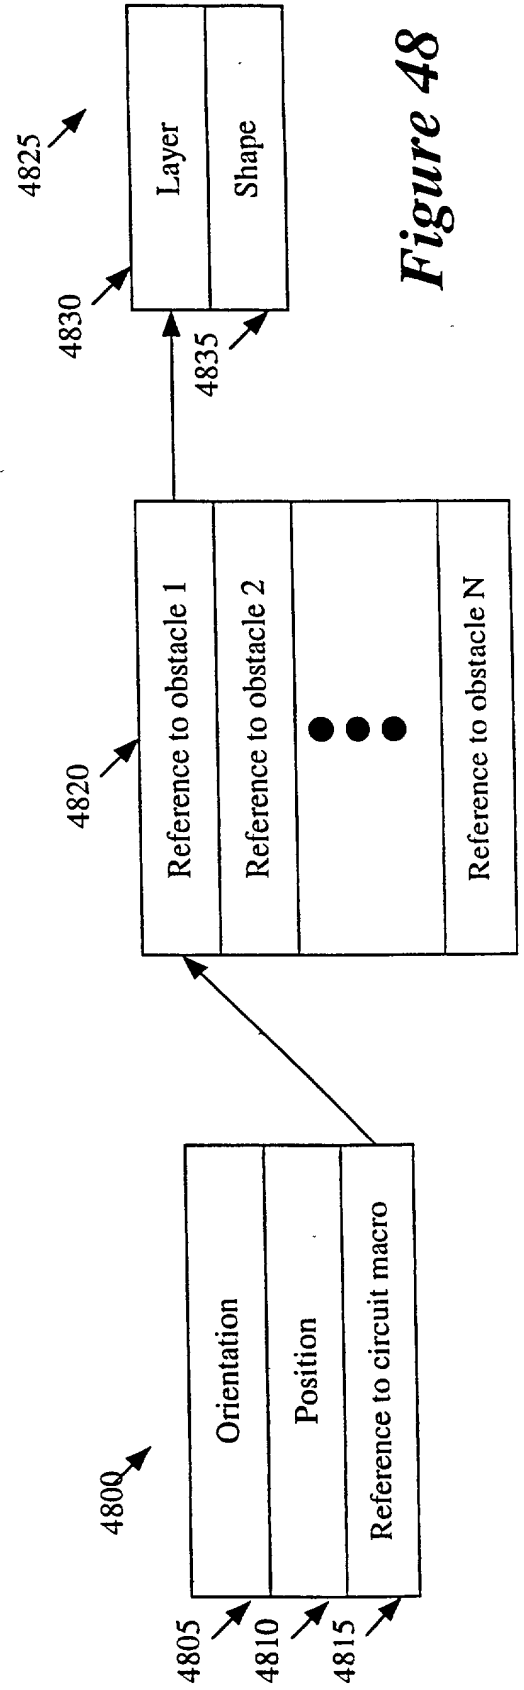 4800
4805
Orientation
4810
Position
4815
Reference to circuit macro
4820
Reference to obstacle 1
Reference to obstacle 2
Reference to obstacle N
4825
4830
Layer
4835
Shape
Figure 48